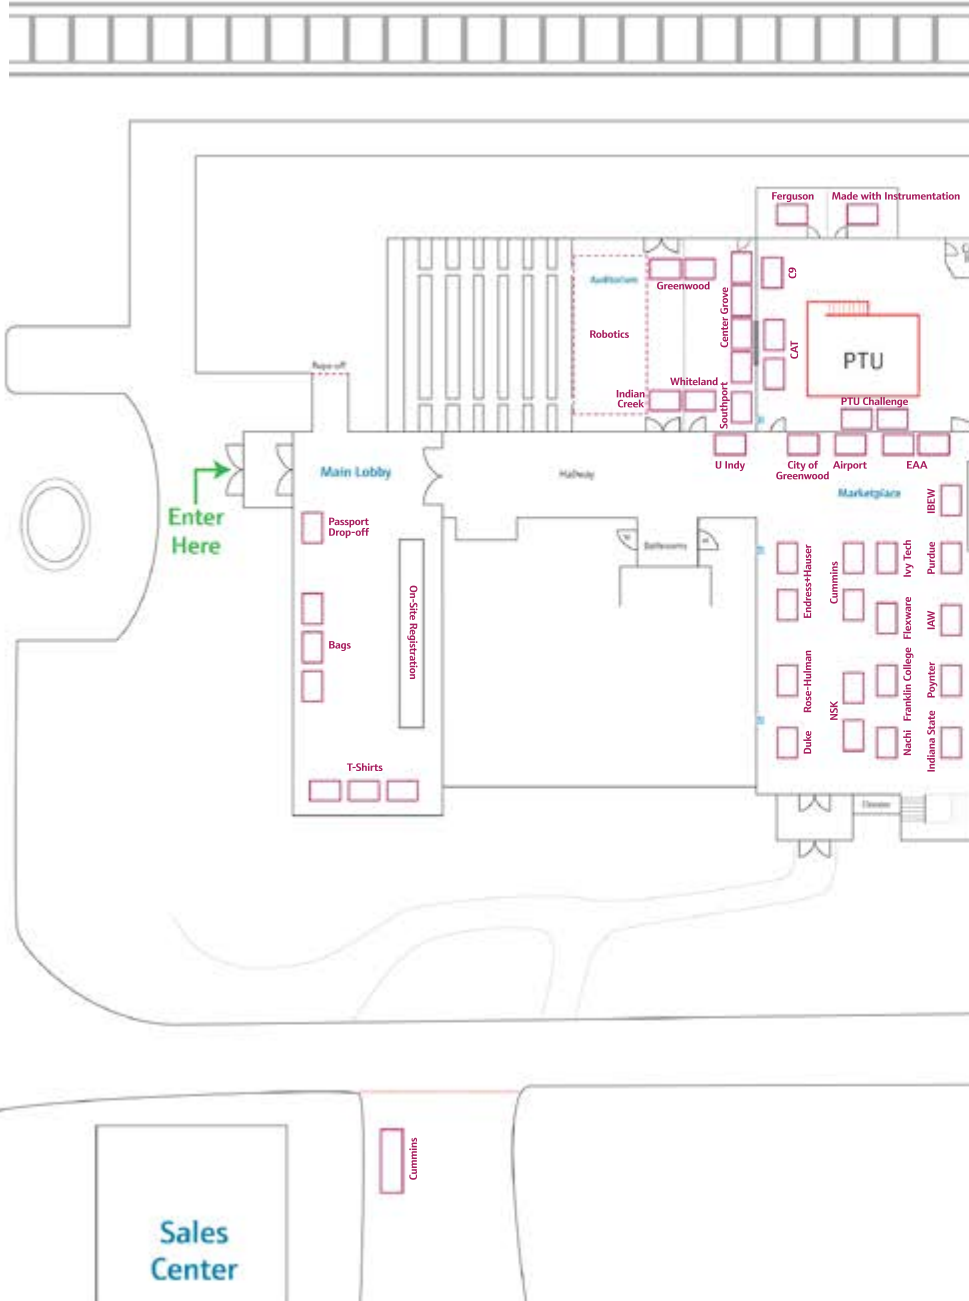 Ferguson
Made with Instrumentation
C9
Auditorium
Greenwood
Center Grove
Robotics
CAT
PTU
Rope-off
Whiteland
Indian
Creek
Southport
PTU Challenge
Main Lobby
Hallway
U Indy
City of
Greenwood
Airport
EAA
Marketplace
IBEW
Enter
Here
Passport
Drop-off
Bathrooms
Endress+Hauser
Cummins
Ivy Tech
Purdue
On-Site Registration
Flexware
IAW
Bags
Rose-Hulman
Franklin College
Poynter
NSK
Duke
Nachi
Indiana State
T-Shirts
Cummins
Sales
Center